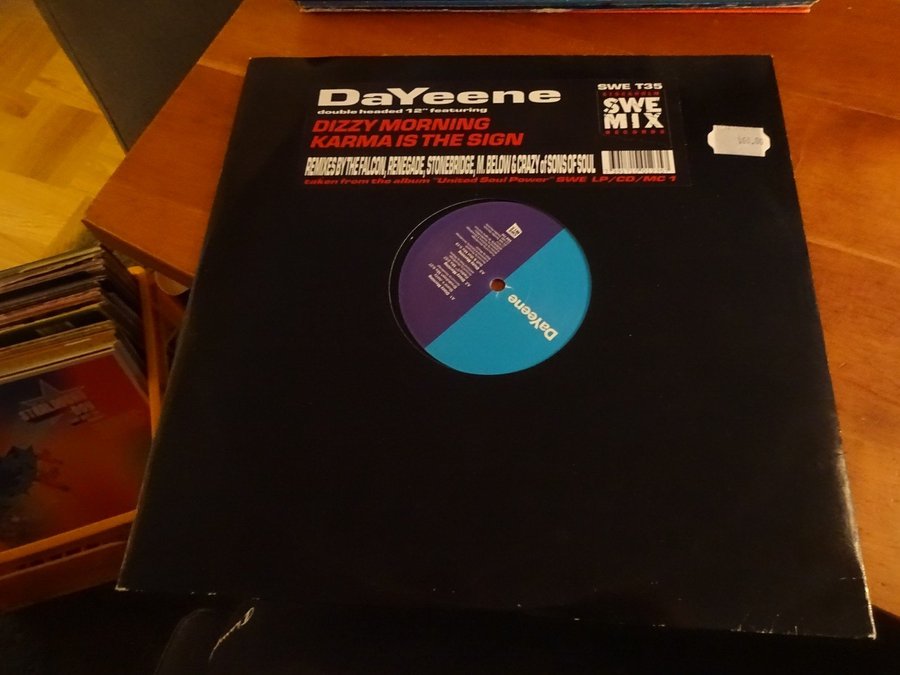 DaYeene
double headed 12" featuring
DIZZY MORNING
KARMA IS THE SIGN
REMIXES BY THE FALCON, RENEGADE, STONEBRIDGE, M. BELOW & CRAZY of SONS OF SOUL
taken from the album "United Soul Power" SWE LP/CD/MC 1
SWE T35
STOCKHOLM
SWE
MIX
RECORDS
DaYeene